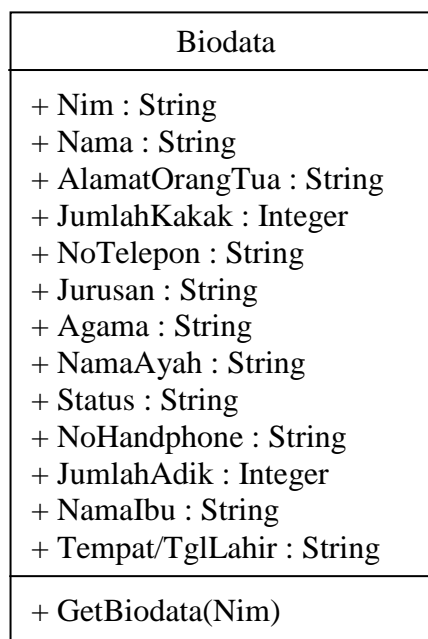 Biodata
+ Nim : String
+ Nama : String
+ AlamatOrangTua : String
+ JumlahKakak : Integer
+ NoTelepon : String
+ Jurusan : String
+ Agama : String
+ NamaAyah : String
+ Status : String
+ NoHandphone : String
+ JumlahAdik : Integer
+ NamaIbu : String
+ Tempat/TglLahir : String
+ GetBiodata(Nim)